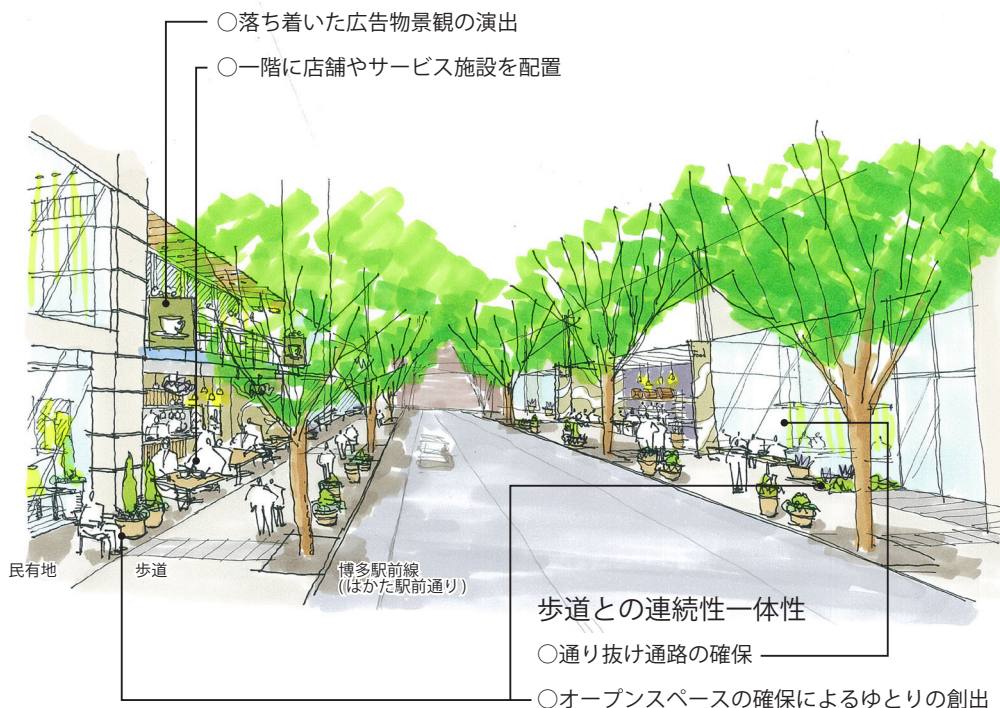 ○落ち着いた広告物景観の演出
○一階に店舗やサービス施設を配置
民有地
歩道
博多駅前線
(はかた駅前通り)
歩道との連続性一体性
○通り抜け通路の確保
○オープンスペースの確保によるゆとりの創出